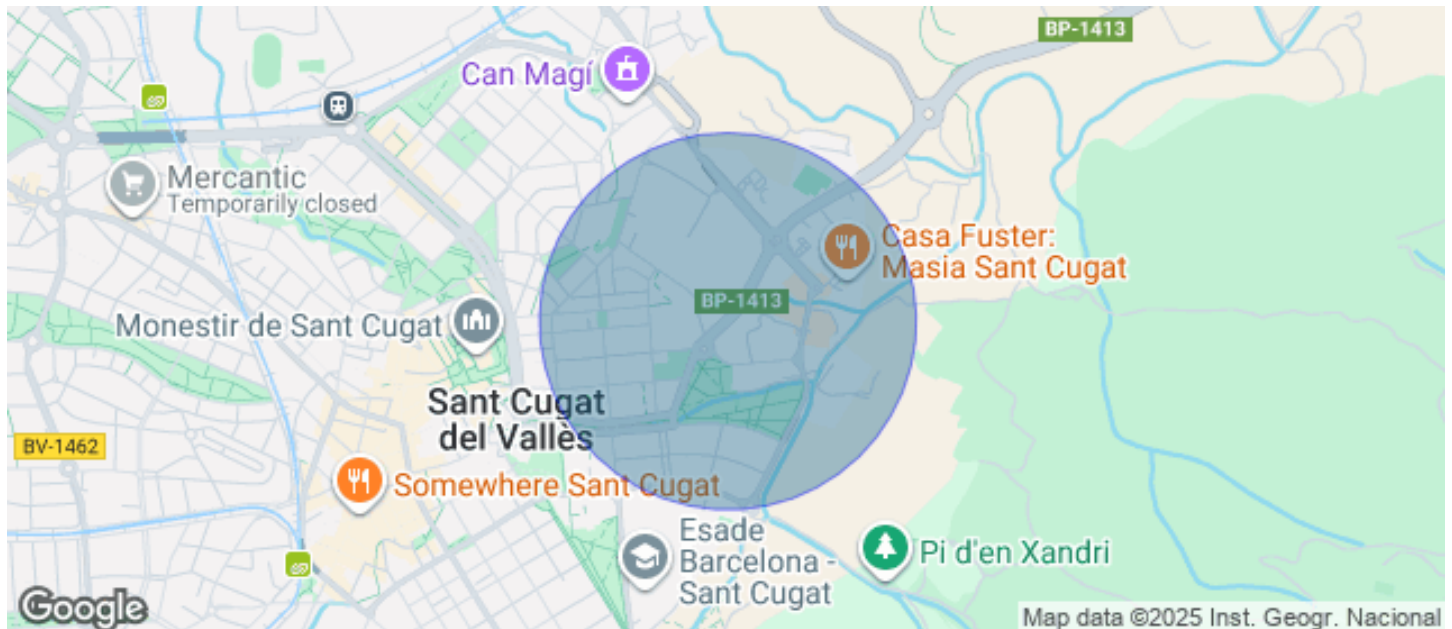 BP-1413
Can Magí
Mercantic
Temporarily closed
Casa Fuster:
Masia Sant Cugat
BP-1413
Monestir de Sant Cugat
Sant Cugat
del Vallès
BV-1462
Somewhere Sant Cugat
Esade
Barcelona -
Sant Cugat
Pi d'en Xandri
Google
Map data ©2025 Inst. Geogr. Nacional